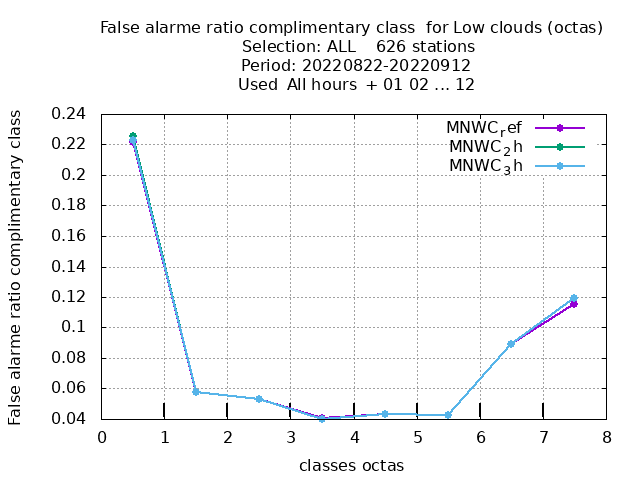 False alarme ratio complimentary class  for Low clouds (octas)
Selection: ALL    626 stations
Period: 20220822-20220912
Used  All hours  + 01 02 ... 12
False alarme ratio complimentary class
0.24
0.22
0.2
0.18
0.16
0.14
0.12
0.1
0.08
0.06
0.04
MNWC_ref
MNWC_2h
MNWC_3h
0 1 2 3 4 5 6 7 8
classes octas